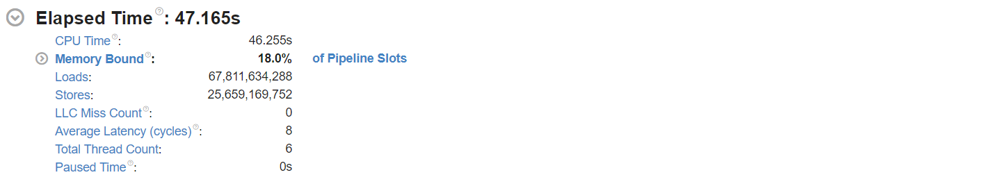 Elapsed Time ?: 47.165s
CPU Time ?: 46.255s
Memory Bound ?: 18.0% of Pipeline Slots
Loads: 67,811,634,288
Stores: 25,659,169,752
LLC Miss Count ?: 0
Average Latency (cycles) ?: 8
Total Thread Count: 6
Paused Time ?: 0s